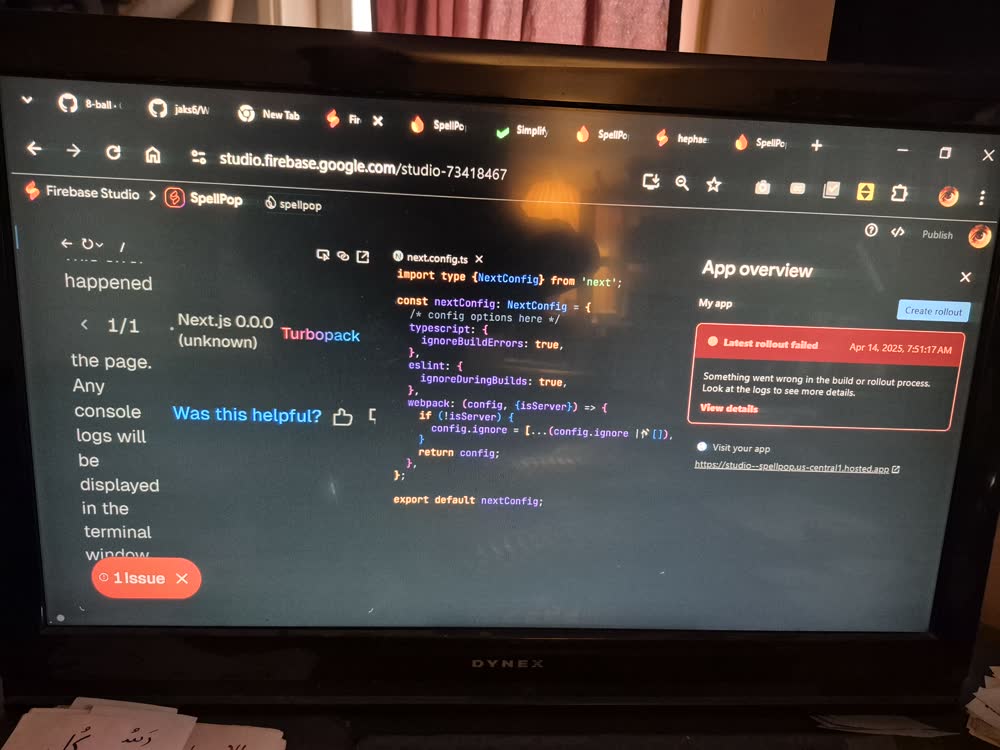 8-ball
jaks6/W
New Tab
Fir
SpellPo
Simplify
SpellPo
hephae
SpellPo
studio.firebase.google.com/studio-73418467
Firebase Studio > SpellPop
spellpop
Publish
/
happened
1/1
Next.js 0.0.0
(unknown)
Turbopack
the page.
Any
console
logs will
be
displayed
in the
terminal
window
Was this helpful?
1 Issue
next.config.ts
import type {NextConfig} from 'next';
const nextConfig: NextConfig = {
/* config options here */
typescript: {
ignoreBuildErrors: true,
},
eslint: {
ignoreDuringBuilds: true,
},
webpack: (config, {isServer}) => {
if (!isServer) {
config.ignore = [...(config.ignore || []),
}
return config;
},
};
export default nextConfig;
App overview
My app
Create rollout
Latest rollout failed
Apr 14, 2025, 7:51:17 AM
Something went wrong in the build or rollout process.
Look at the logs to see more details.
View details
Visit your app
https://studio--spellpop.us-central1.hosted.app
DYNEX